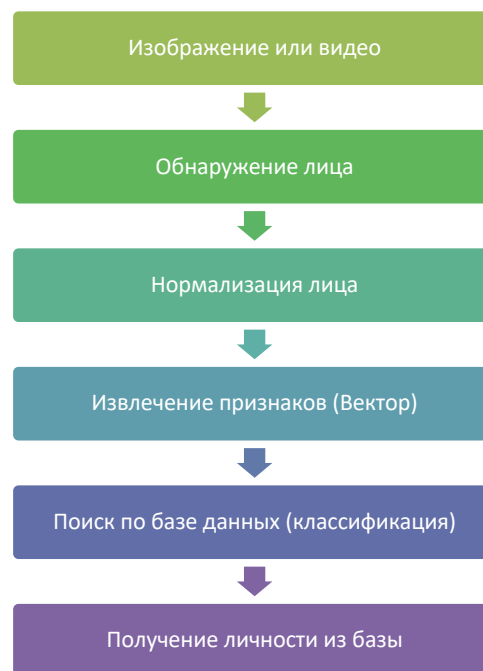 Изображение или видео
Обнаружение лица
Нормализация лица
Извлечение признаков (Вектор)
Поиск по базе данных (классификация)
Получение личности из базы